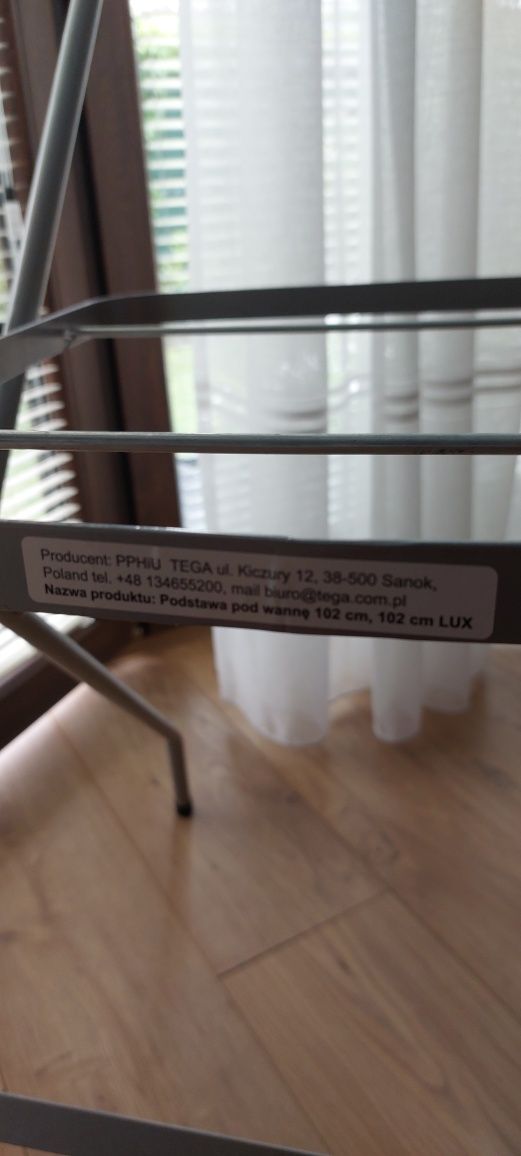 Producent: PPHiU TEGA ul. Kiczury 12, 38-500 Sanok,
Poland tel. +48 134655200, mail biuro@tega.com.pl
Nazwa produktu: Podstawa pod wannę 102 cm, 102 cm LUX